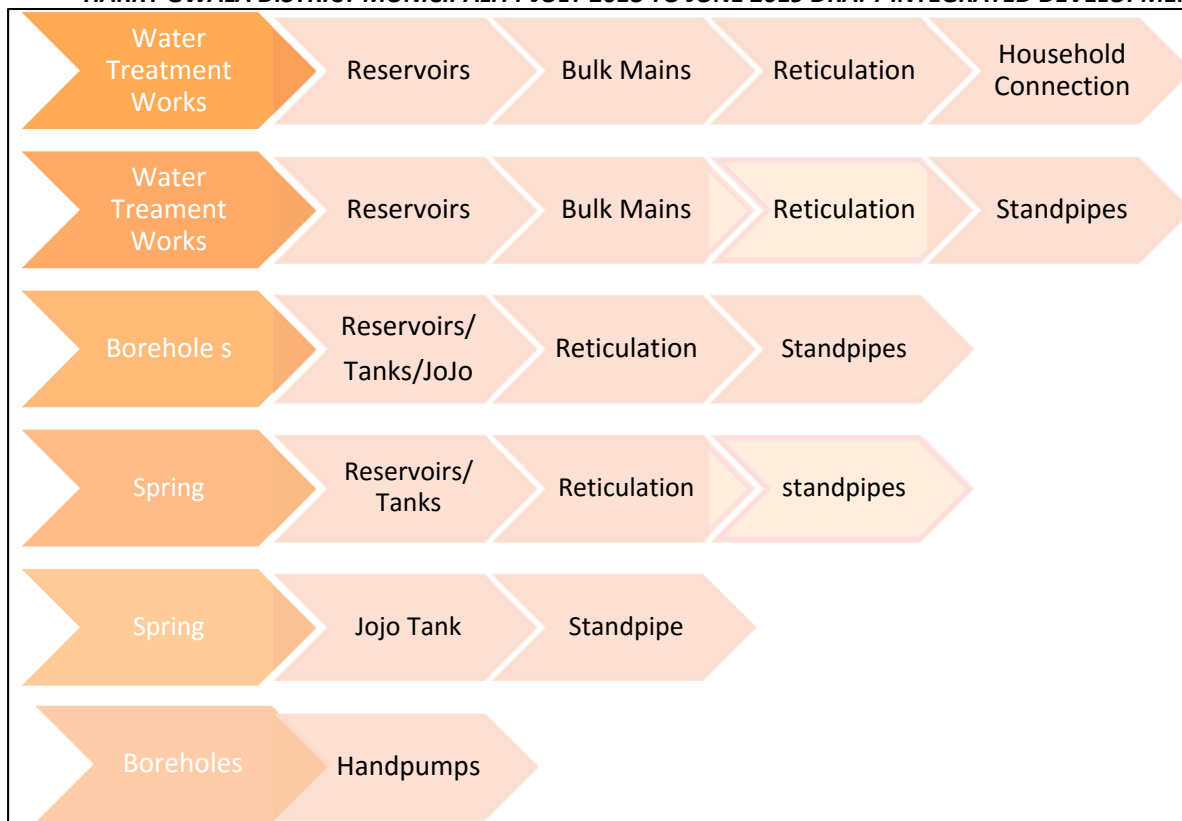 Water
Treatment
Works
Reservoirs
Bulk Mains
Reticulation
Household
Connection
Water
Treament
Works
Reservoirs
Bulk Mains
Reticulation
Standpipes
Borehole s
Reservoirs/
Tanks/JoJo
Reticulation
Standpipes
Spring
Reservoirs/
Tanks
Reticulation
standpipes
Spring
Jojo Tank
Standpipe
Boreholes
Handpumps